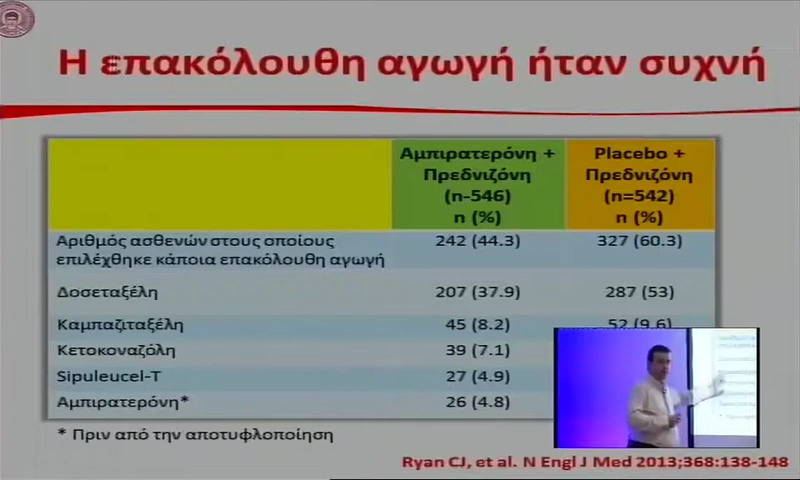 Η επακόλουθη αγωγή ήταν συχνή
Αμπιρατερόνη + Πρεδνιζόνη (n-546) n (%)
Placebo + Πρεδνιζόνη (n=542) n (%)
Αριθμός ασθενών στους οποίους επιλέχθηκε κάποια επακόλουθη αγωγή 242 (44.3) 327 (60.3)
Δοσεταξέλη 207 (37.9) 287 (53)
Καμπαζιταξέλη 45 (8.2) 52 (9.6)
Κετοκοναζόλη 39 (7.1)
Sipuleucel-T 27 (4.9)
Αμπιρατερόνη* 26 (4.8)
* Πριν από την αποτυφλοποίηση
Ryan CJ, et al. N Engl J Med 2013;368:138-148